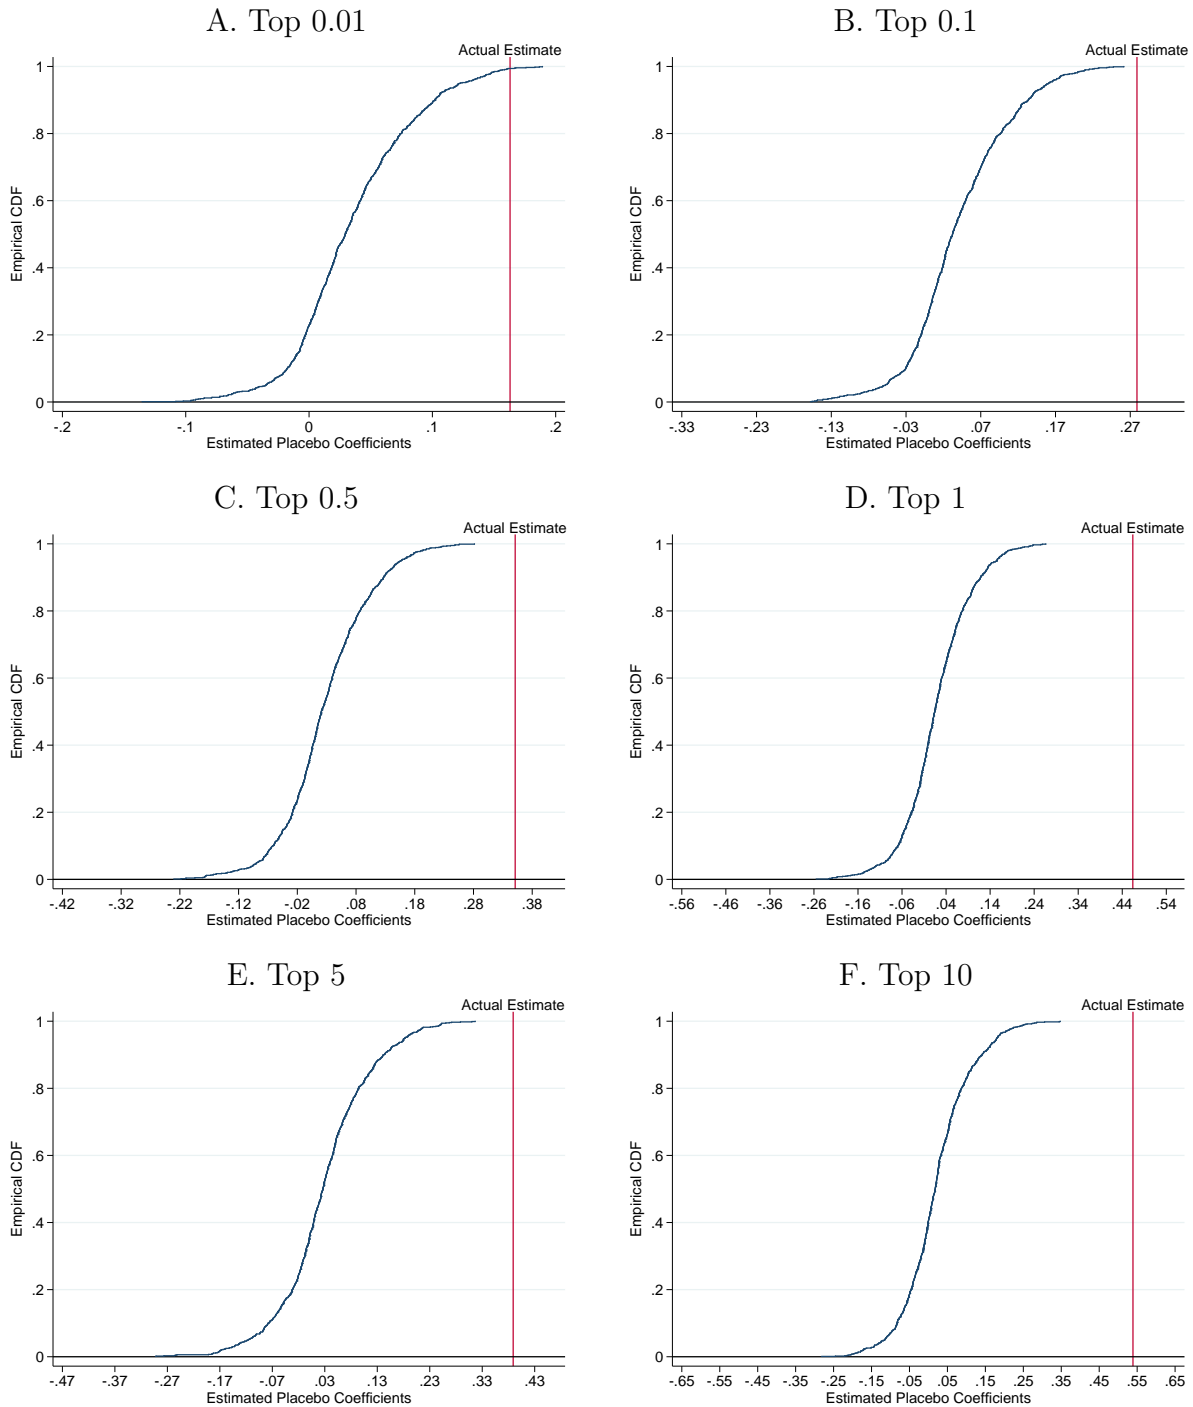 A. Top 0.01
Actual Estimate
Empirical CDF
1
.8
.6
.4
.2
0
-.2 -.1 0 .1 .2
Estimated Placebo Coefficients
B. Top 0.1
Actual Estimate
Empirical CDF
1
.8
.6
.4
.2
0
-.33 -.23 -.13 -.03 .07 .17 .27
Estimated Placebo Coefficients
C. Top 0.5
Actual Estimate
Empirical CDF
1
.8
.6
.4
.2
0
-.42 -.32 -.22 -.12 -.02 .08 .18 .28 .38
Estimated Placebo Coefficients
D. Top 1
Actual Estimate
Empirical CDF
1
.8
.6
.4
.2
0
-.56 -.46 -.36 -.26 -.16 -.06 .04 .14 .24 .34 .44 .54
Estimated Placebo Coefficients
E. Top 5
Actual Estimate
Empirical CDF
1
.8
.6
.4
.2
0
-.47 -.37 -.27 -.17 -.07 .03 .13 .23 .33 .43
Estimated Placebo Coefficients
F. Top 10
Actual Estimate
Empirical CDF
1
.8
.6
.4
.2
0
-.65 -.55 -.45 -.35 -.25 -.15 -.05 .05 .15 .25 .35 .45 .55 .65
Estimated Placebo Coefficients